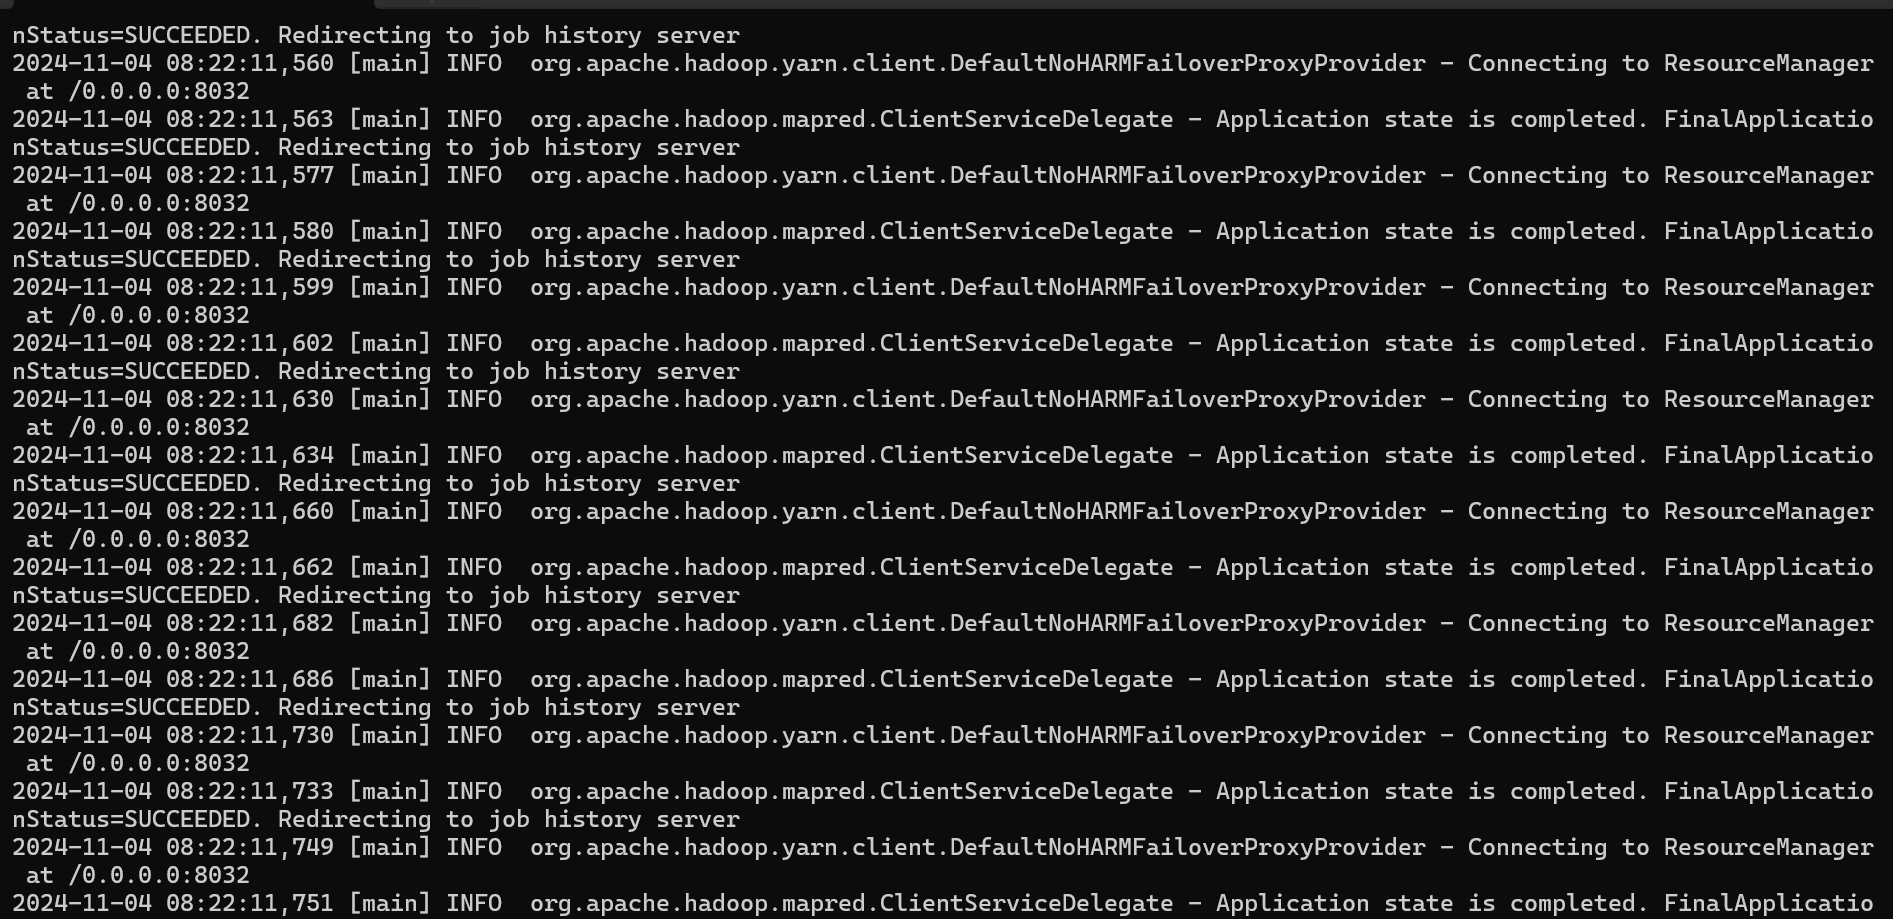 nStatus=SUCCEEDED. Redirecting to job history server
2024-11-04 08:22:11,560 [main] INFO  org.apache.hadoop.yarn.client.DefaultNoHARMFailoverProxyProvider - Connecting to ResourceManager
 at /0.0.0.0:8032
2024-11-04 08:22:11,563 [main] INFO  org.apache.hadoop.mapred.ClientServiceDelegate - Application state is completed. FinalApplicatio
nStatus=SUCCEEDED. Redirecting to job history server
2024-11-04 08:22:11,577 [main] INFO  org.apache.hadoop.yarn.client.DefaultNoHARMFailoverProxyProvider - Connecting to ResourceManager
 at /0.0.0.0:8032
2024-11-04 08:22:11,580 [main] INFO  org.apache.hadoop.mapred.ClientServiceDelegate - Application state is completed. FinalApplicatio
nStatus=SUCCEEDED. Redirecting to job history server
2024-11-04 08:22:11,599 [main] INFO  org.apache.hadoop.yarn.client.DefaultNoHARMFailoverProxyProvider - Connecting to ResourceManager
 at /0.0.0.0:8032
2024-11-04 08:22:11,602 [main] INFO  org.apache.hadoop.mapred.ClientServiceDelegate - Application state is completed. FinalApplicatio
nStatus=SUCCEEDED. Redirecting to job history server
2024-11-04 08:22:11,630 [main] INFO  org.apache.hadoop.yarn.client.DefaultNoHARMFailoverProxyProvider - Connecting to ResourceManager
 at /0.0.0.0:8032
2024-11-04 08:22:11,634 [main] INFO  org.apache.hadoop.mapred.ClientServiceDelegate - Application state is completed. FinalApplicatio
nStatus=SUCCEEDED. Redirecting to job history server
2024-11-04 08:22:11,660 [main] INFO  org.apache.hadoop.yarn.client.DefaultNoHARMFailoverProxyProvider - Connecting to ResourceManager
 at /0.0.0.0:8032
2024-11-04 08:22:11,662 [main] INFO  org.apache.hadoop.mapred.ClientServiceDelegate - Application state is completed. FinalApplicatio
nStatus=SUCCEEDED. Redirecting to job history server
2024-11-04 08:22:11,682 [main] INFO  org.apache.hadoop.yarn.client.DefaultNoHARMFailoverProxyProvider - Connecting to ResourceManager
 at /0.0.0.0:8032
2024-11-04 08:22:11,686 [main] INFO  org.apache.hadoop.mapred.ClientServiceDelegate - Application state is completed. FinalApplicatio
nStatus=SUCCEEDED. Redirecting to job history server
2024-11-04 08:22:11,730 [main] INFO  org.apache.hadoop.yarn.client.DefaultNoHARMFailoverProxyProvider - Connecting to ResourceManager
 at /0.0.0.0:8032
2024-11-04 08:22:11,733 [main] INFO  org.apache.hadoop.mapred.ClientServiceDelegate - Application state is completed. FinalApplicatio
nStatus=SUCCEEDED. Redirecting to job history server
2024-11-04 08:22:11,749 [main] INFO  org.apache.hadoop.yarn.client.DefaultNoHARMFailoverProxyProvider - Connecting to ResourceManager
 at /0.0.0.0:8032
2024-11-04 08:22:11,751 [main] INFO  org.apache.hadoop.mapred.ClientServiceDelegate - Application state is completed. FinalApplicatio